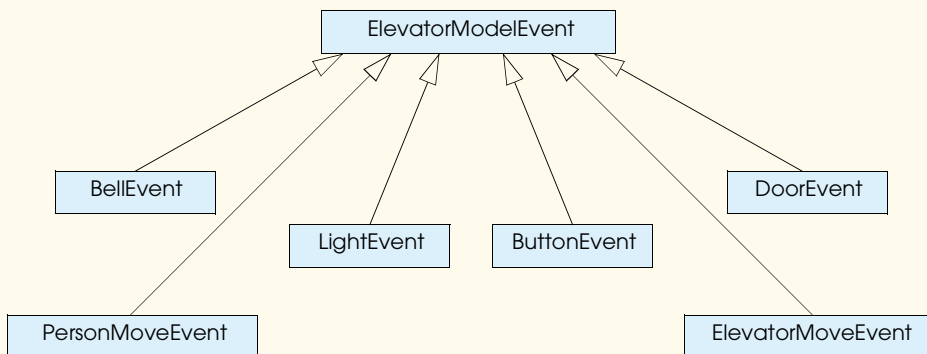 ElevatorModelEvent
BellEvent
DoorEvent
LightEvent
ButtonEvent
PersonMoveEvent
ElevatorMoveEvent